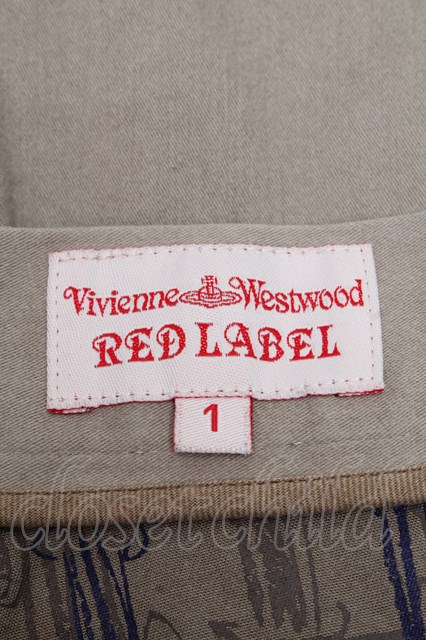 Vivienne Westwood
RED LABEL
1
closet child